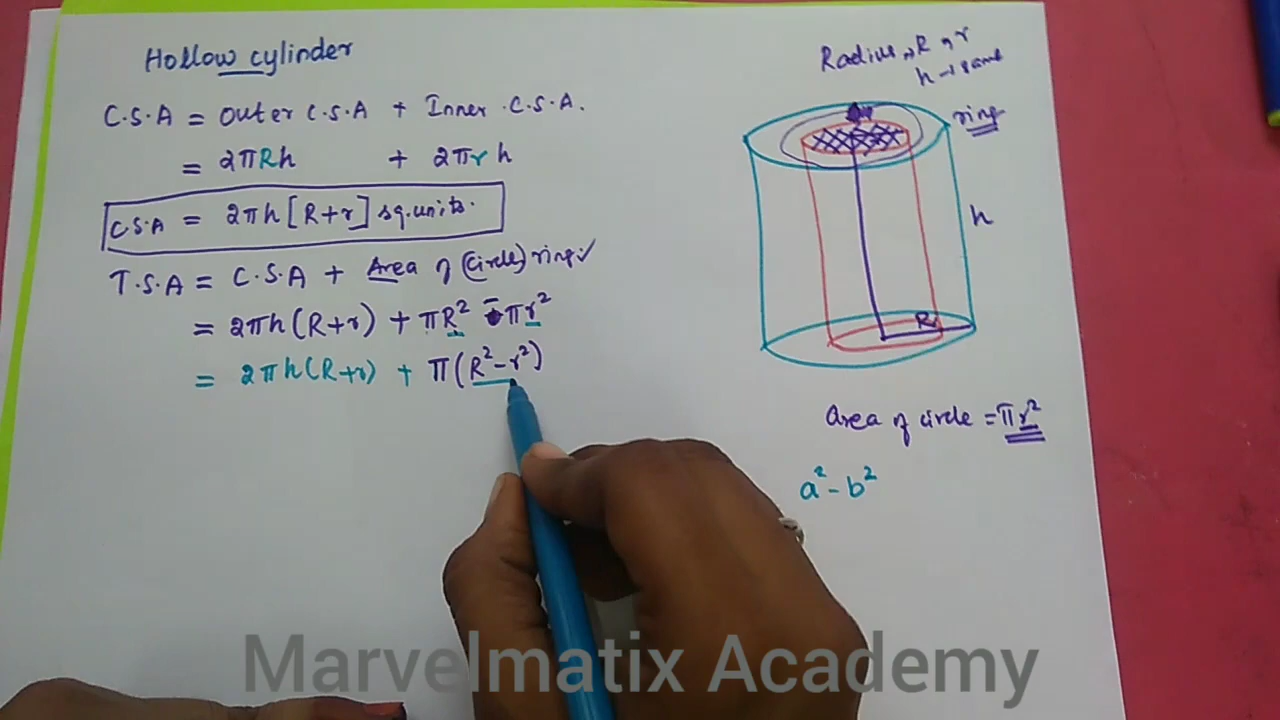 Hollow cylinder
C.S.A = Outer C.S.A + Inner C.S.A.
= 2πRh + 2πrh
C.S.A = 2πh[R+r] sq.units.
T.S.A = C.S.A + Area of (circle) ring ✓
= 2πh(R+r) + πR² - πr²
= 2πh(R+r) + π(R²-r²)
Radius → R, r
h → same
ring
h
R
Area of circle = πr²
a² - b²
Marvelmatix Academy